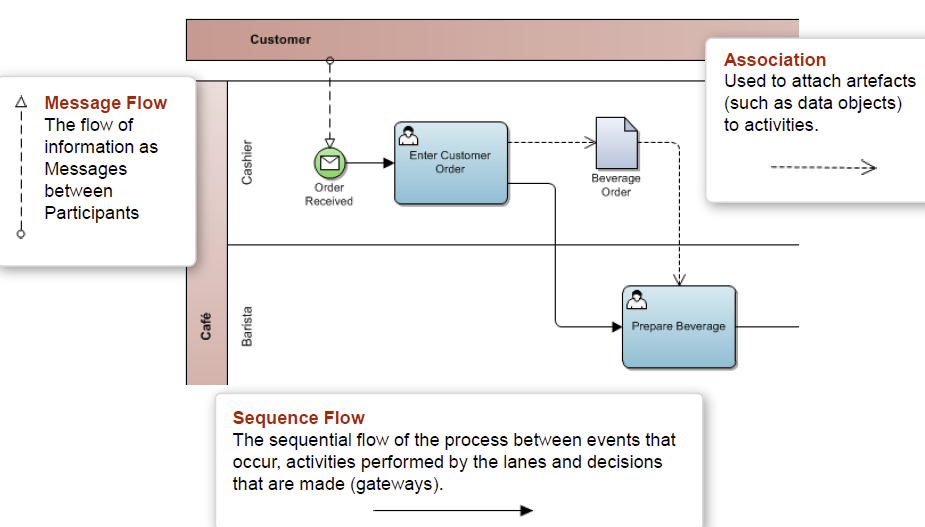 Customer
Message Flow
The flow of
information as
Messages
between
Participants
Association
Used to attach artefacts
(such as data objects)
to activities.
Café
Cashier
Order
Received
Enter Customer
Order
Beverage
Order
Barista
Prepare Beverage
Sequence Flow
The sequential flow of the process between events that
occur, activities performed by the lanes and decisions
that are made (gateways).